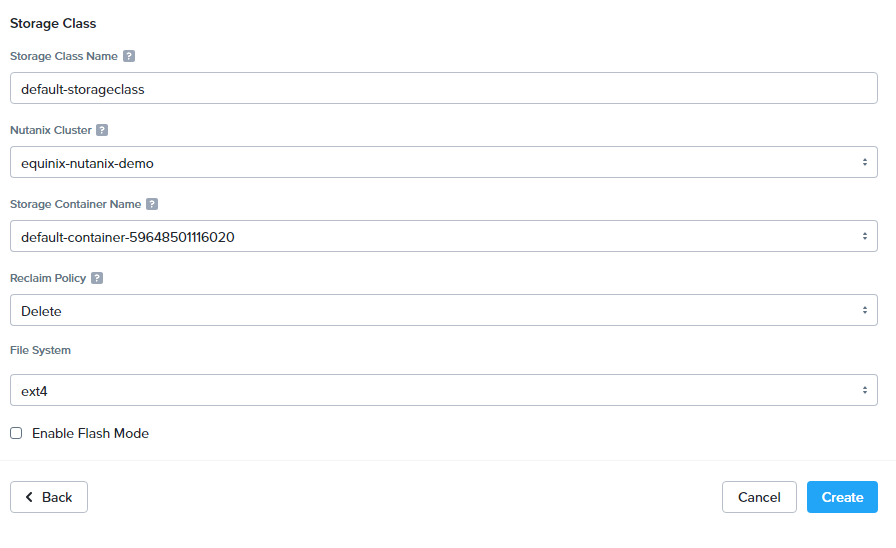 Storage Class
Storage Class Name ?
default-storageclass
Nutanix Cluster ?
equinix-nutanix-demo
Storage Container Name ?
default-container-59648501116020
Reclaim Policy ?
Delete
File System
ext4
Enable Flash Mode
Back
Cancel
Create